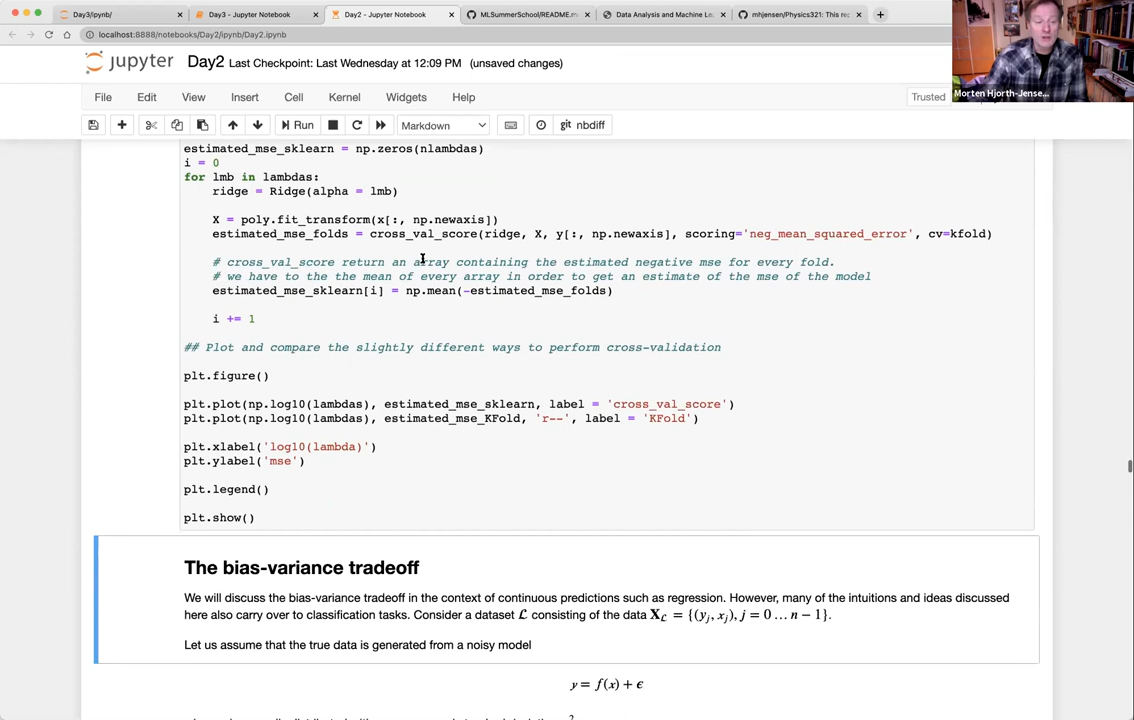 Day3/ipynb/
Day3 - Jupyter Notebook
Day2 - Jupyter Notebook
MLSummerSchool/README.m
Data Analysis and Machine Le
mhjensen/Physics321: This re
localhost:8888/notebooks/Day2/ipynb/Day2.ipynb
Morten Hjorth-Jense...
jupyter Day2 Last Checkpoint: Last Wednesday at 12:09 PM (unsaved changes)
File Edit View Insert Cell Kernel Widgets Help Trusted
Run Markdown git nbdiff
estimated_mse_sklearn = np.zeros(nlambdas)
i = 0
for lmb in lambdas:
ridge = Ridge(alpha = lmb)
X = poly.fit_transform(x[:, np.newaxis])
estimated_mse_folds = cross_val_score(ridge, X, y[:, np.newaxis], scoring='neg_mean_squared_error', cv=kfold)
# cross_val_score return an array containing the estimated negative mse for every fold.
# we have to the the mean of every array in order to get an estimate of the mse of the model
estimated_mse_sklearn[i] = np.mean(-estimated_mse_folds)
i += 1
## Plot and compare the slightly different ways to perform cross-validation
plt.figure()
plt.plot(np.log10(lambdas), estimated_mse_sklearn, label = 'cross_val_score')
plt.plot(np.log10(lambdas), estimated_mse_KFold, 'r--', label = 'KFold')
plt.xlabel('log10(lambda)')
plt.ylabel('mse')
plt.legend()
plt.show()
The bias-variance tradeoff
We will discuss the bias-variance tradeoff in the context of continuous predictions such as regression. However, many of the intuitions and ideas discussed
here also carry over to classification tasks. Consider a dataset ℒ consisting of the data X_ℒ = {(y_j, x_j), j = 0 … n − 1}.
Let us assume that the true data is generated from a noisy model
y = f(x) + ϵ